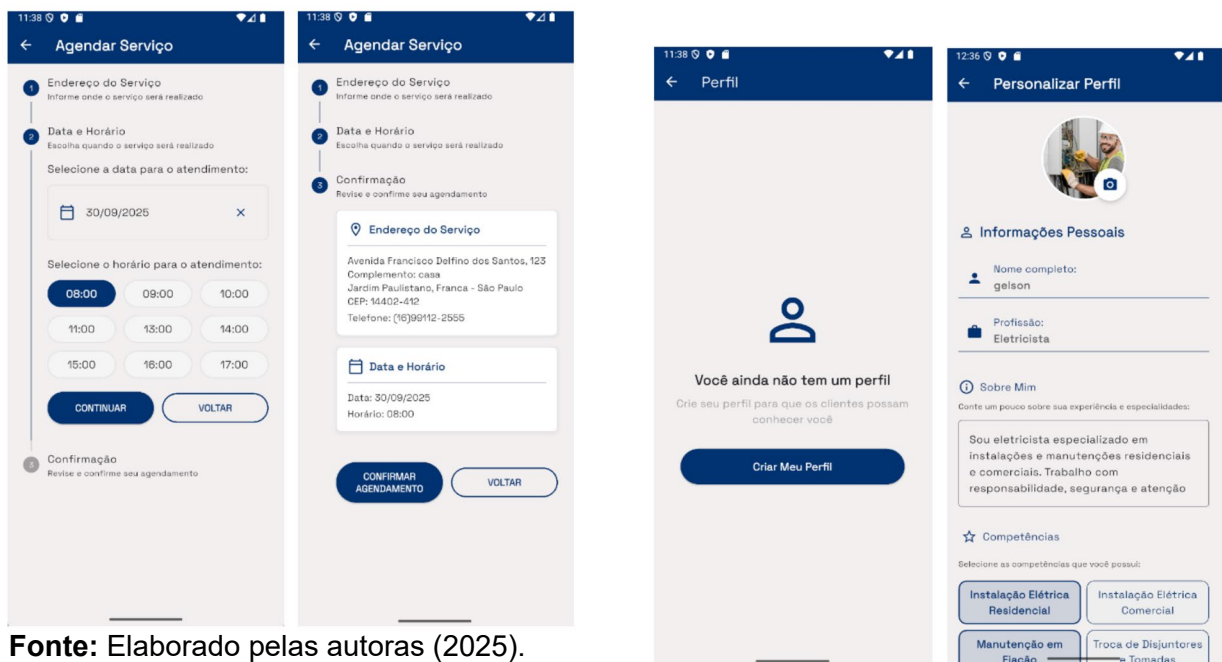 11:38
Agendar Serviço
1
Endereço do Serviço
Informe onde o serviço será realizado
2
Data e Horário
Escolha quando o serviço será realizado
Selecione a data para o atendimento:
30/09/2025
Selecione o horário para o atendimento:
08:00 09:00 10:00
11:00 13:00 14:00
15:00 16:00 17:00
CONTINUAR VOLTAR
3
Confirmação
Revise e confirme seu agendamento
11:38
Agendar Serviço
1
Endereço do Serviço
Informe onde o serviço será realizado
2
Data e Horário
Escolha quando o serviço será realizado
3
Confirmação
Revise e confirme seu agendamento
Endereço do Serviço
Avenida Francisco Delfino dos Santos, 123
Complemento: casa
Jardim Paulistano, Franca - São Paulo
CEP: 14402-412
Telefone: (16)99112-2555
Data e Horário
Data: 30/09/2025
Horário: 08:00
CONFIRMAR
AGENDAMENTO
VOLTAR
Fonte: Elaborado pelas autoras (2025).
11:38
Perfil
Você ainda não tem um perfil
Crie seu perfil para que os clientes possam
conhecer você
Criar Meu Perfil
12:36
Personalizar Perfil
Informações Pessoais
Nome completo:
gelson
Profissão:
Eletricista
Sobre Mim
Conte um pouco sobre sua experiência e especialidades:
Sou eletricista especializado em
instalações e manutenções residenciais
e comerciais. Trabalho com
responsabilidade, segurança e atenção
Competências
Selecione as competências que você possui:
Instalação Elétrica
Residencial
Instalação Elétrica
Comercial
Manutenção em
Fiação
Troca de Disjuntores
e Tomadas